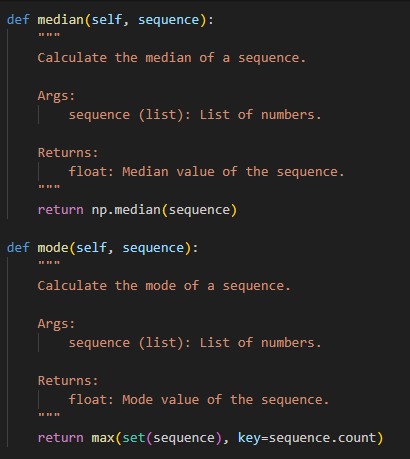 def median(self, sequence):
"""
Calculate the median of a sequence.
Args:
sequence (list): List of numbers.
Returns:
float: Median value of the sequence.
"""
return np.median(sequence)
def mode(self, sequence):
"""
Calculate the mode of a sequence.
Args:
sequence (list): List of numbers.
Returns:
float: Mode value of the sequence.
"""
return max(set(sequence), key=sequence.count)